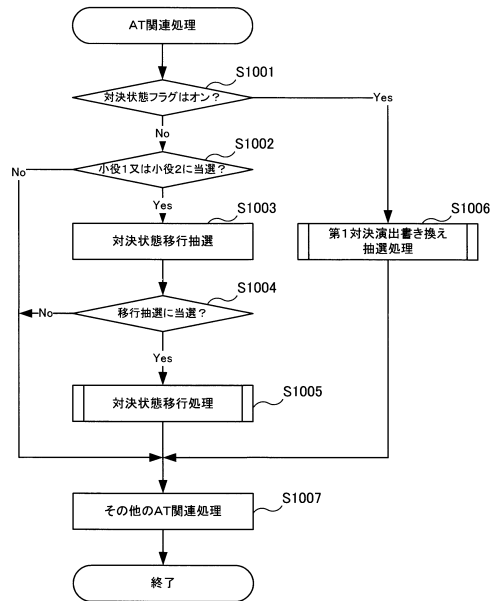 AT関連処理
S1001
対決状態フラグはオン？
Yes
No
S1002
小役1又は小役2に当選？
No
Yes
S1003
対決状態移行抽選
S1006
第1対決演出書き換え
抽選処理
S1004
移行抽選に当選？
No
Yes
S1005
対決状態移行処理
S1007
その他のAT関連処理
終了